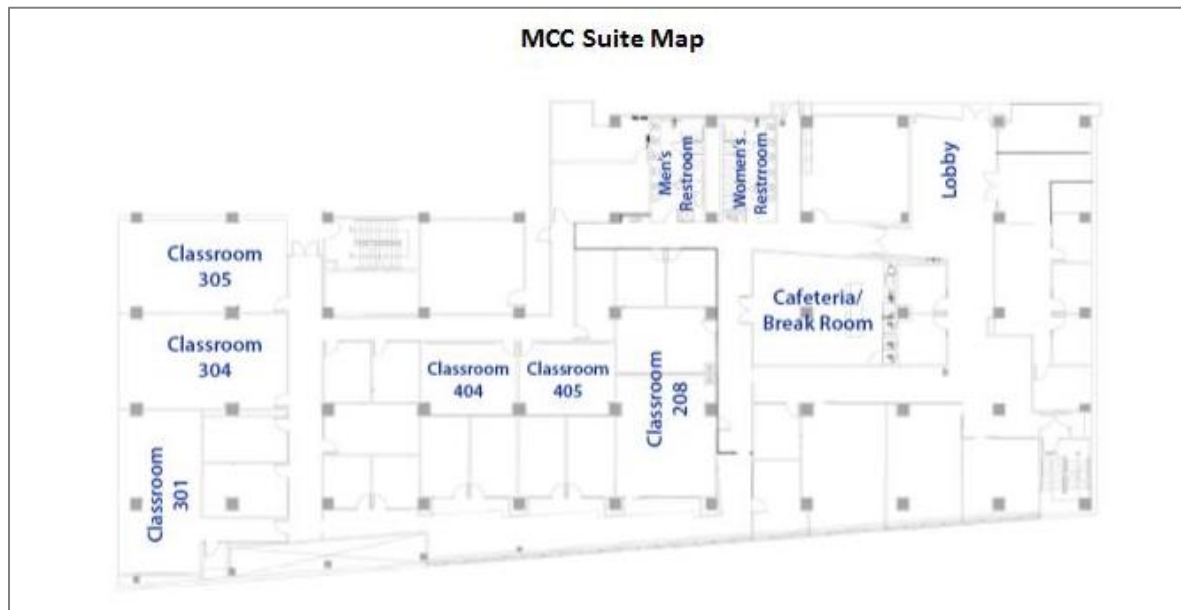 MCC Suite Map
Men's
Restroom
Women's
Restrroom
Lobby
Classroom
305
Cafeteria/
Break Room
Classroom
304
Classroom
404
Classroom
405
Classroom
208
Classroom
301